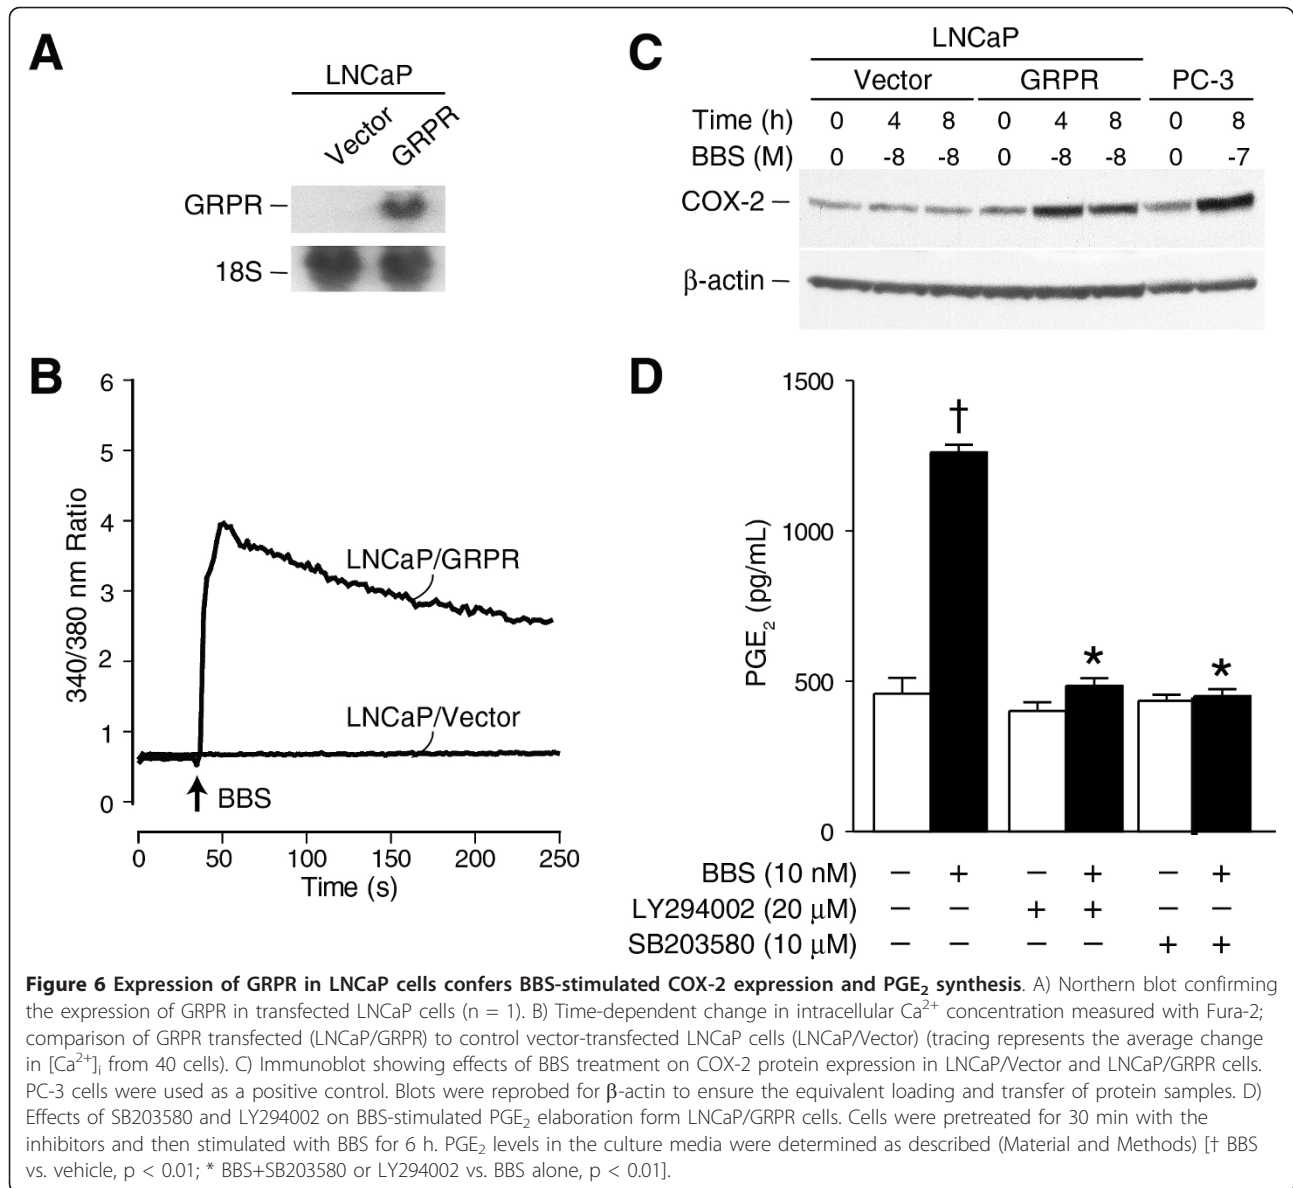 A
LNCaP
Vector
GRPR
GRPR
18S
B
6
5
4
3
2
1
0
340/380 nm Ratio
LNCaP/GRPR
LNCaP/Vector
BBS
0 50 100 150 200 250
Time (s)
C
LNCaP
Vector GRPR PC-3
Time (h) 0 4 8 0 4 8 0 8
BBS (M) 0 -8 -8 0 -8 -8 0 -7
COX-2
β-actin
D
1500
1000
500
0
PGE₂ (pg/mL)
†
* *
BBS (10 nM) − + − + − +
LY294002 (20 μM) − − + + − −
SB203580 (10 μM) − − − − + +
Figure 6 Expression of GRPR in LNCaP cells confers BBS-stimulated COX-2 expression and PGE₂ synthesis. A) Northern blot confirming
the expression of GRPR in transfected LNCaP cells (n = 1). B) Time-dependent change in intracellular Ca²⁺ concentration measured with Fura-2;
comparison of GRPR transfected (LNCaP/GRPR) to control vector-transfected LNCaP cells (LNCaP/Vector) (tracing represents the average change
in [Ca²⁺]ᵢ from 40 cells). C) Immunoblot showing effects of BBS treatment on COX-2 protein expression in LNCaP/Vector and LNCaP/GRPR cells.
PC-3 cells were used as a positive control. Blots were reprobed for β-actin to ensure the equivalent loading and transfer of protein samples. D)
Effects of SB203580 and LY294002 on BBS-stimulated PGE₂ elaboration form LNCaP/GRPR cells. Cells were pretreated for 30 min with the
inhibitors and then stimulated with BBS for 6 h. PGE₂ levels in the culture media were determined as described (Material and Methods) [† BBS
vs. vehicle, p < 0.01; * BBS+SB203580 or LY294002 vs. BBS alone, p < 0.01].